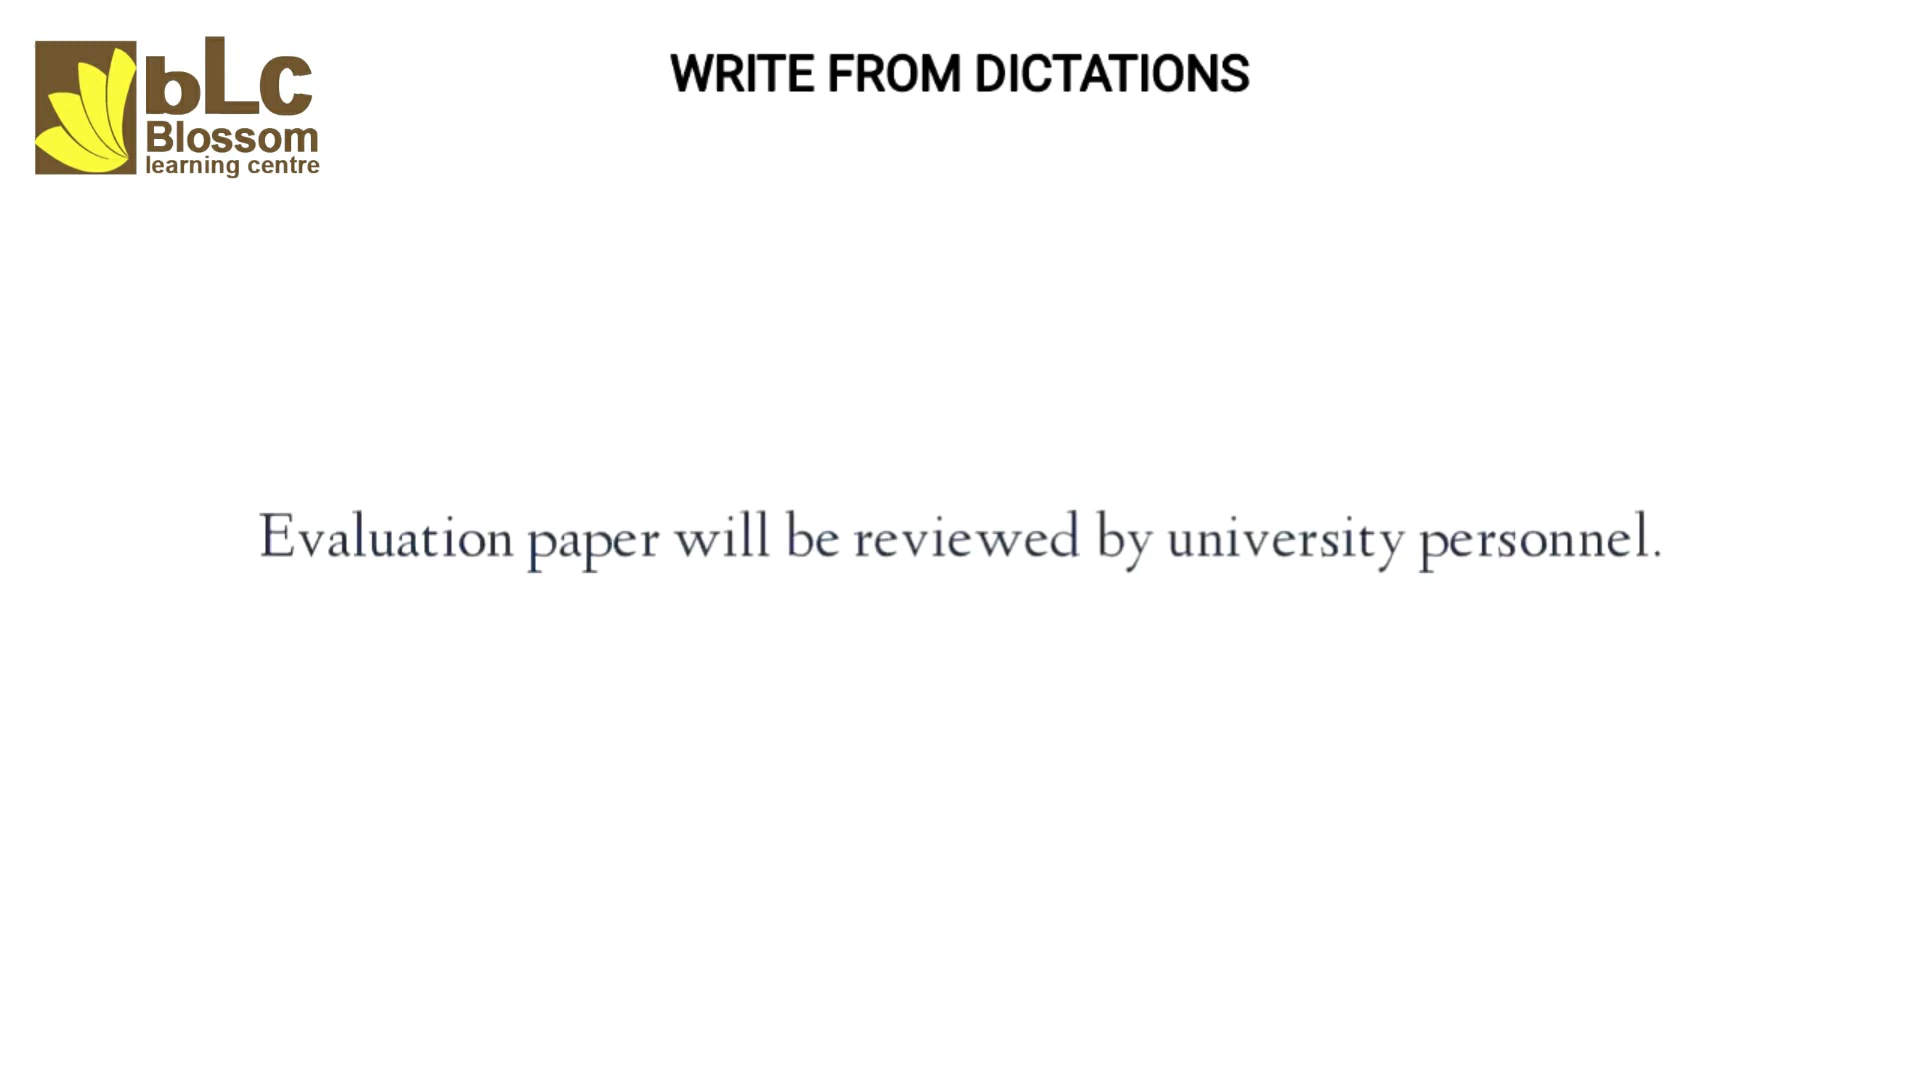 bLc
Blossom
learning centre
WRITE FROM DICTATIONS
Evaluation paper will be reviewed by university personnel.